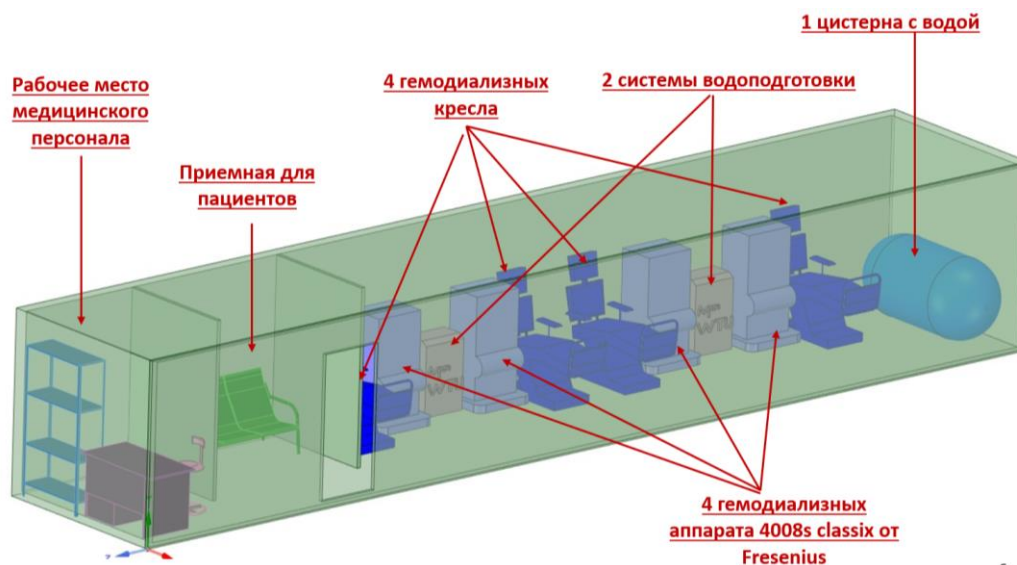 1 цистерна с водой
Рабочее место
медицинского
персонала
4 гемодиализных
кресла
2 системы водоподготовки
Приемная для
пациентов
4 гемодиализных
аппарата 4008s classix от
Fresenius